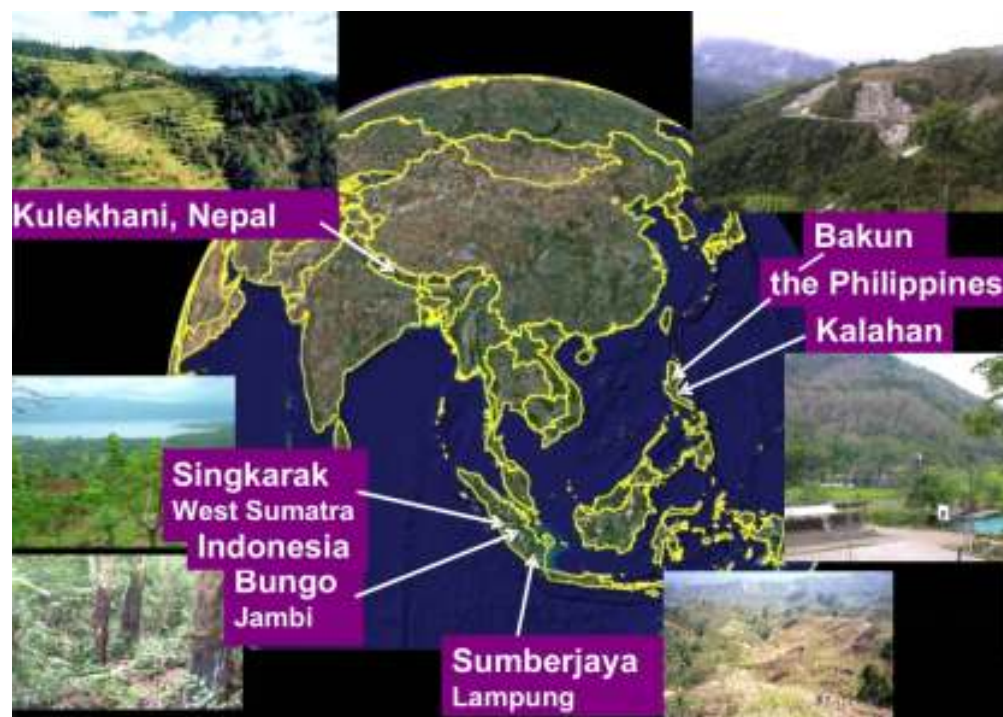 Kulekhani, Nepal
Bakun
the Philippines
Kalahan
Singkarak
West Sumatra
Indonesia
Bungo
Jambi
Sumberjaya
Lampung